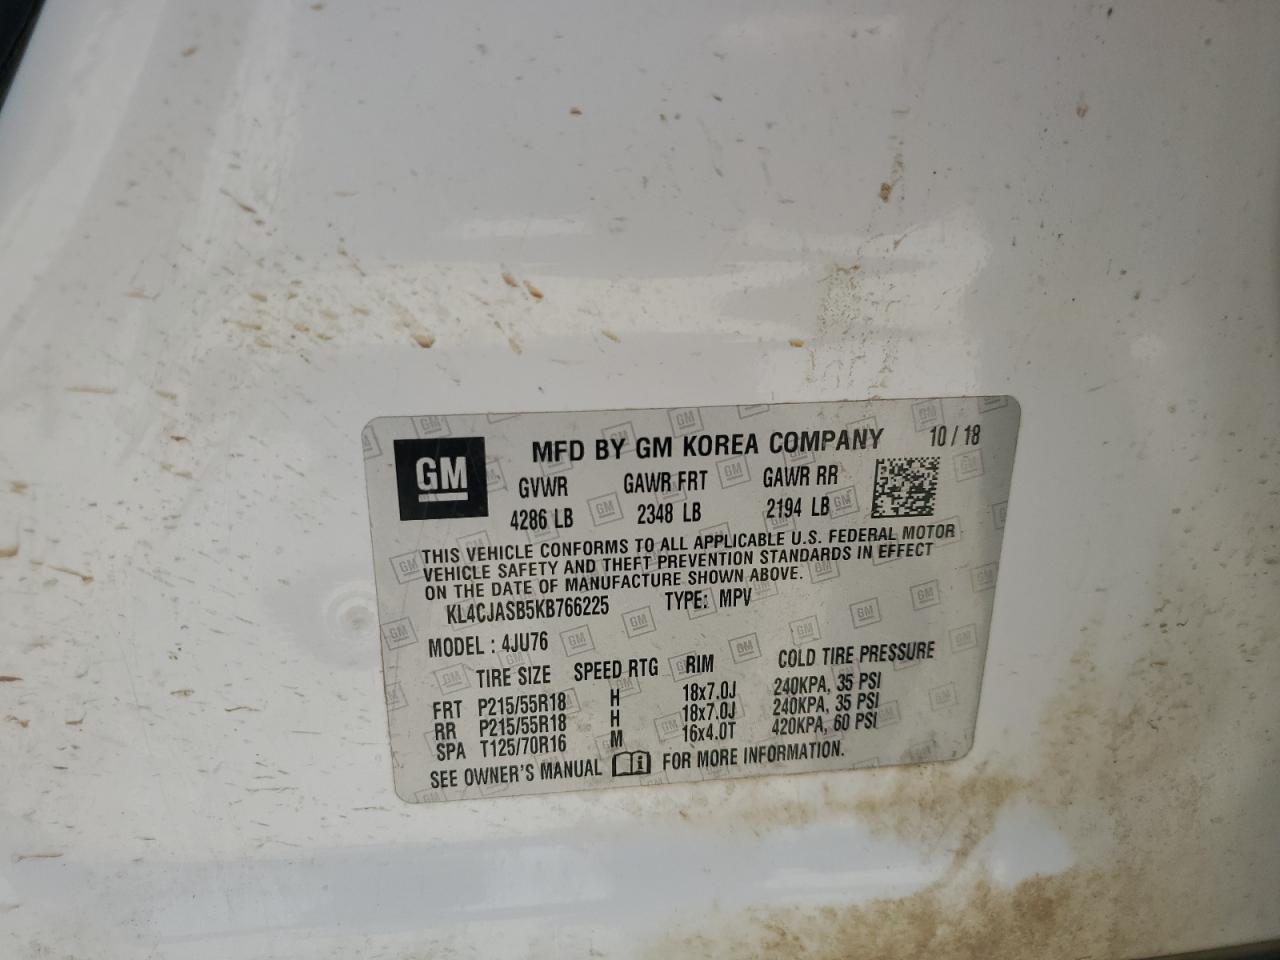 GM
MFD BY GM KOREA COMPANY 10 / 18
GVWR GAWR FRT GAWR RR
4286 LB 2348 LB 2194 LB
THIS VEHICLE CONFORMS TO ALL APPLICABLE U.S. FEDERAL MOTOR
VEHICLE SAFETY AND THEFT PREVENTION STANDARDS IN EFFECT
ON THE DATE OF MANUFACTURE SHOWN ABOVE.
KL4CJASB5KB766225 TYPE: MPV
MODEL : 4JU76
TIRE SIZE SPEED RTG RIM COLD TIRE PRESSURE
FRT P215/55R18 H 18x7.0J 240KPA, 35 PSI
RR P215/55R18 H 18x7.0J 240KPA, 35 PSI
SPA T125/70R16 M 16x4.0T 420KPA, 60 PSI
SEE OWNER'S MANUAL FOR MORE INFORMATION.